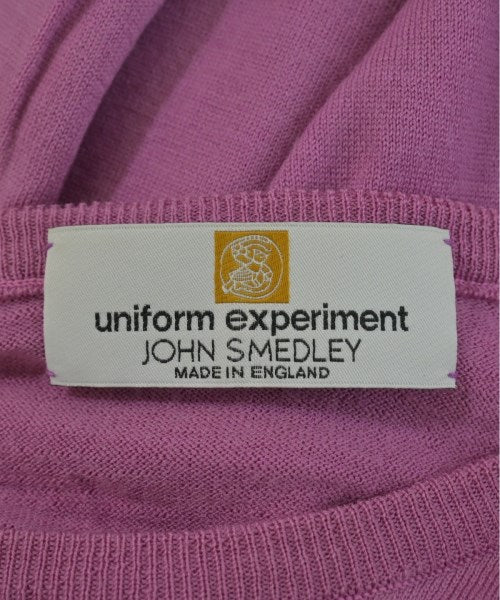 uniform experiment
JOHN SMEDLEY
MADE IN ENGLAND